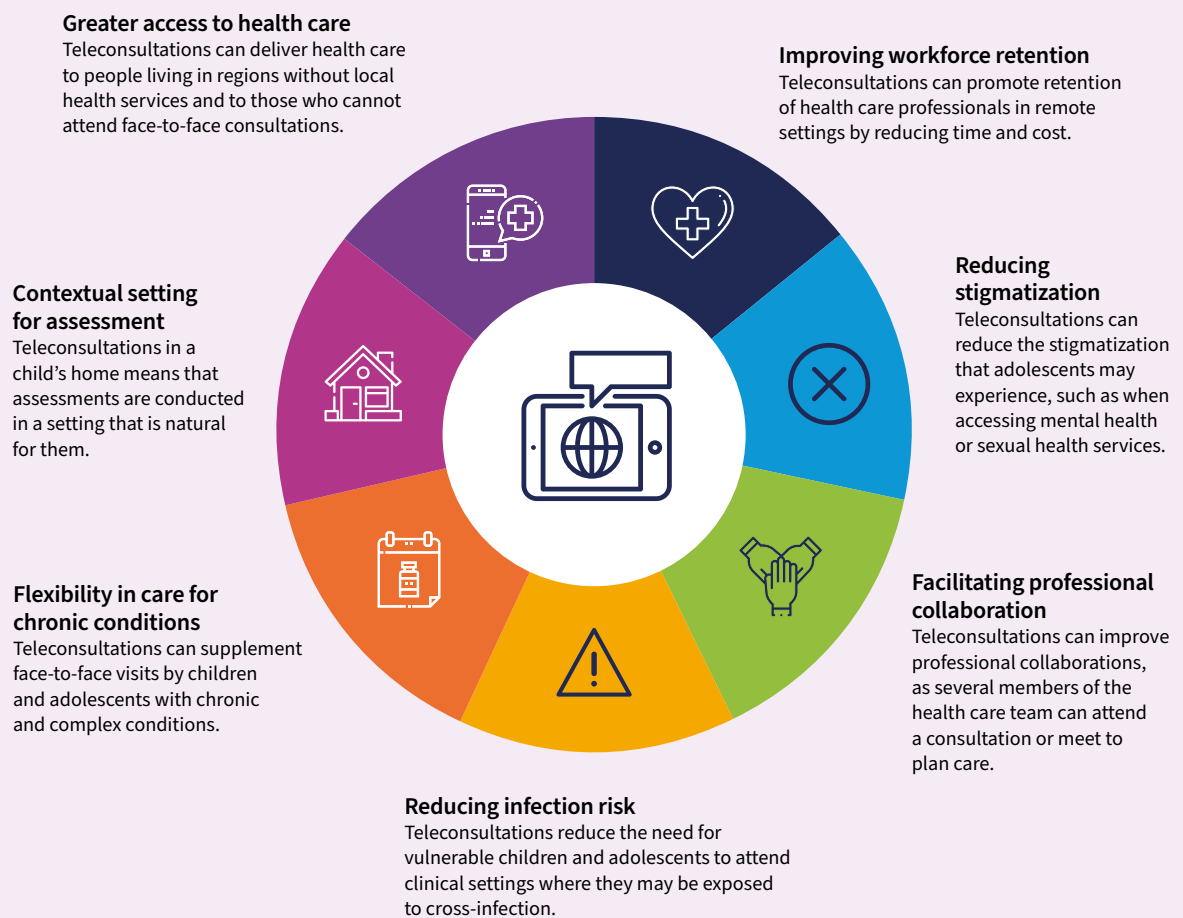 Greater access to health care
Teleconsultations can deliver health care
to people living in regions without local
health services and to those who cannot
attend face-to-face consultations.
Improving workforce retention
Teleconsultations can promote retention
of health care professionals in remote
settings by reducing time and cost.
Reducing
stigmatization
Teleconsultations can
reduce the stigmatization
that adolescents may
experience, such as when
accessing mental health
or sexual health services.
Facilitating professional
collaboration
Teleconsultations can improve
professional collaborations,
as several members of the
health care team can attend
a consultation or meet to
plan care.
Reducing infection risk
Teleconsultations reduce the need for
vulnerable children and adolescents to attend
clinical settings where they may be exposed
to cross-infection.
Flexibility in care for
chronic conditions
Teleconsultations can supplement
face-to-face visits by children
and adolescents with chronic
and complex conditions.
Contextual setting
for assessment
Teleconsultations in a
child’s home means that
assessments are conducted
in a setting that is natural
for them.